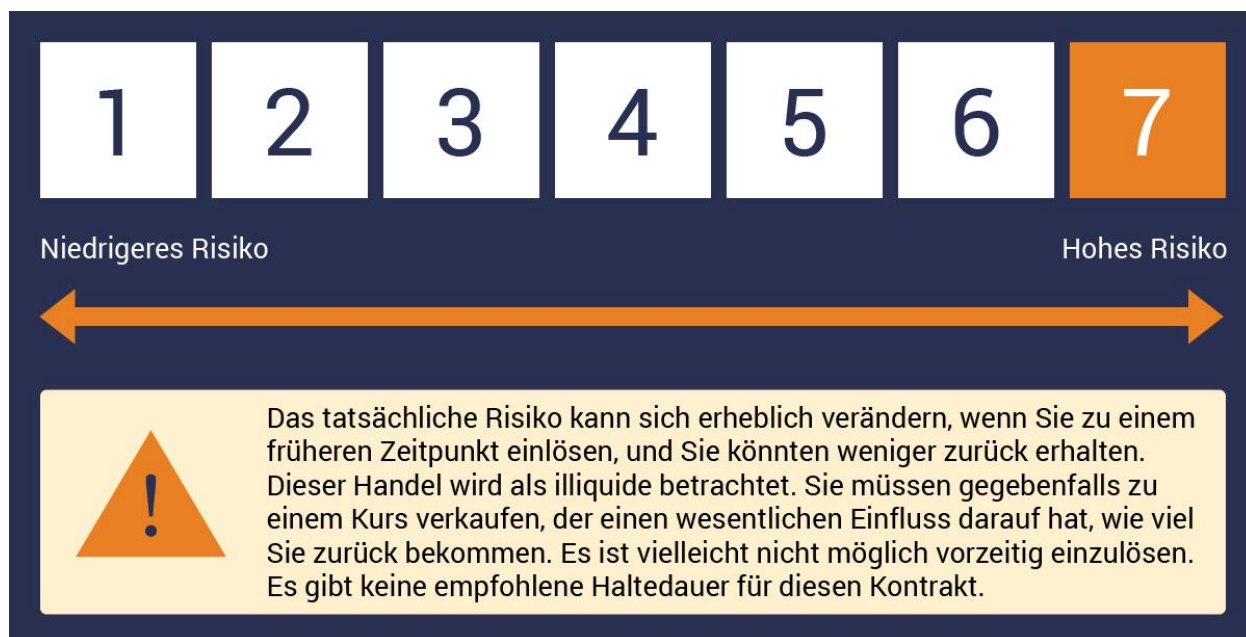 1 2 3 4 5 6 7
Niedrigeres Risiko Hohes Risiko
!
Das tatsächliche Risiko kann sich erheblich verändern, wenn Sie zu einem
früheren Zeitpunkt einlösen, und Sie könnten weniger zurück erhalten.
Dieser Handel wird als illiquide betrachtet. Sie müssen gegebenfalls zu
einem Kurs verkaufen, der einen wesentlichen Einfluss darauf hat, wie viel
Sie zurück bekommen. Es ist vielleicht nicht möglich vorzeitig einzulösen.
Es gibt keine empfohlene Haltedauer für diesen Kontrakt.